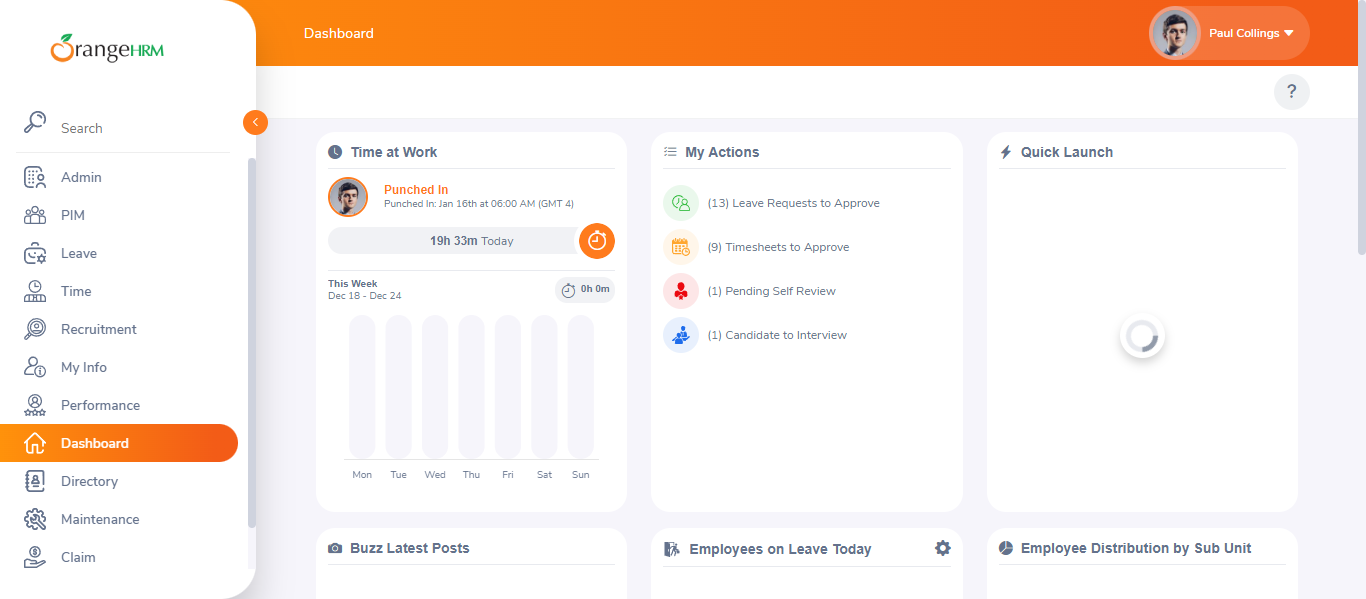 OrangeHRM
Dashboard
Paul Collings
?
Search
Admin
PIM
Leave
Time
Recruitment
My Info
Performance
Dashboard
Directory
Maintenance
Claim
Time at Work
Punched In
Punched In: Jan 16th at 06:00 AM (GMT 4)
19h 33m Today
This Week
Dec 18 - Dec 24
0h 0m
Mon Tue Wed Thu Fri Sat Sun
My Actions
(13) Leave Requests to Approve
(9) Timesheets to Approve
(1) Pending Self Review
(1) Candidate to Interview
Quick Launch
Buzz Latest Posts
Employees on Leave Today
Employee Distribution by Sub Unit